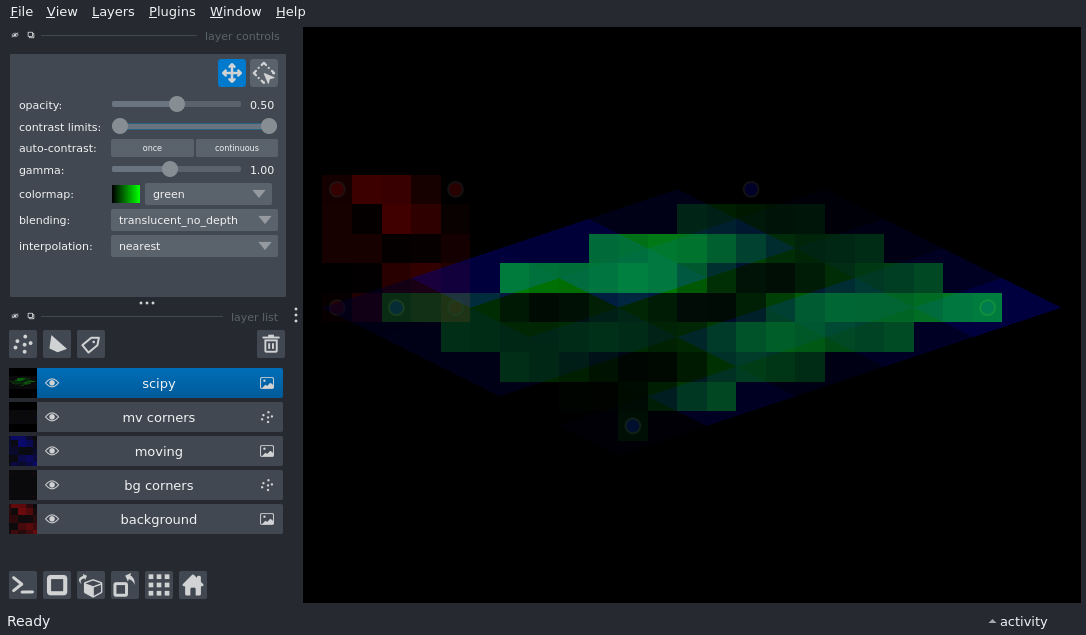 File View Layers Plugins Window Help
layer controls
opacity: 0.50
contrast limits:
auto-contrast: once continuous
gamma: 1.00
colormap: green
blending: translucent_no_depth
interpolation: nearest
layer list
scipy
mv corners
moving
bg corners
background
Ready activity